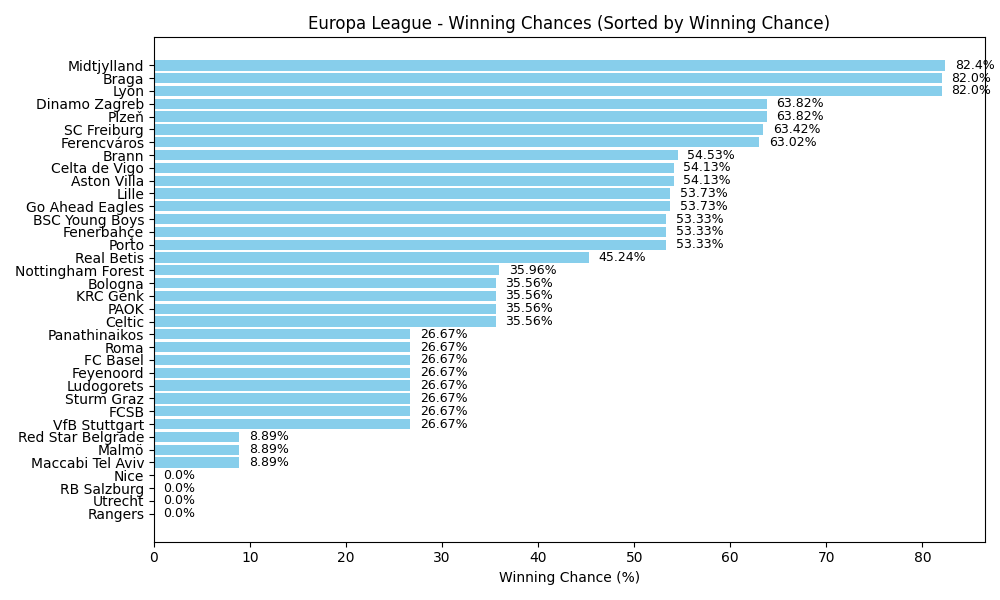 Europa League - Winning Chances (Sorted by Winning Chance)
Midtjylland 82.4%
Braga 82.0%
Lyon 82.0%
Dinamo Zagreb 63.82%
Plzeň 63.82%
SC Freiburg 63.42%
Ferencváros 63.02%
Brann 54.53%
Celta de Vigo 54.13%
Aston Villa 54.13%
Lille 53.73%
Go Ahead Eagles 53.73%
BSC Young Boys 53.33%
Fenerbahçe 53.33%
Porto 53.33%
Real Betis 45.24%
Nottingham Forest 35.96%
Bologna 35.56%
KRC Genk 35.56%
PAOK 35.56%
Celtic 35.56%
Panathinaikos 26.67%
Roma 26.67%
FC Basel 26.67%
Feyenoord 26.67%
Ludogorets 26.67%
Sturm Graz 26.67%
FCSB 26.67%
VfB Stuttgart 26.67%
Red Star Belgrade 8.89%
Malmö 8.89%
Maccabi Tel Aviv 8.89%
Nice 0.0%
RB Salzburg 0.0%
Utrecht 0.0%
Rangers 0.0%
0 10 20 30 40 50 60 70 80
Winning Chance (%)